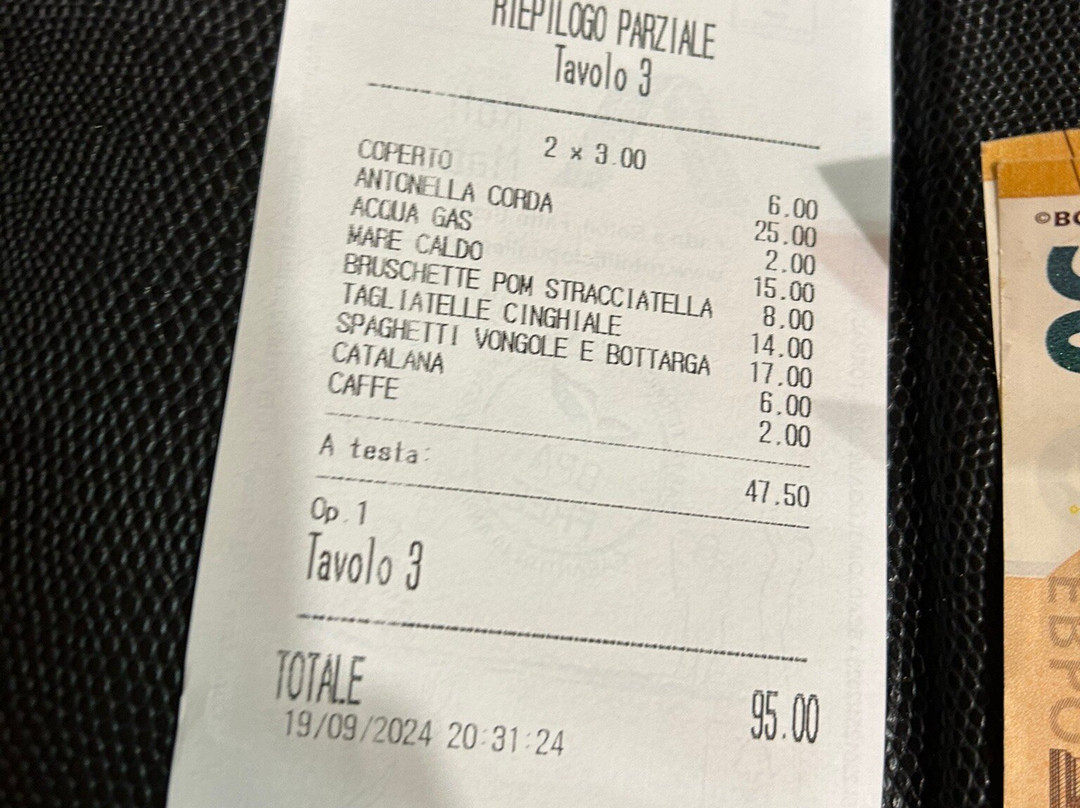 RIEPILOGO PARZIALE
Tavolo 3
2 x 3.00
COPERTO 6.00
ANTONELLA CORDA 25.00
ACQUA GAS 2.00
MARE CALDO 15.00
BRUSCHETTE POM STRACCIATELLA 8.00
TAGLIATELLE CINGHIALE 14.00
SPAGHETTI VONGOLE E BOTTARGA 17.00
CATALANA 6.00
CAFFE 2.00
A testa: 47.50
Op.1
Tavolo 3
TOTALE 95.00
19/09/2024 20:31:24